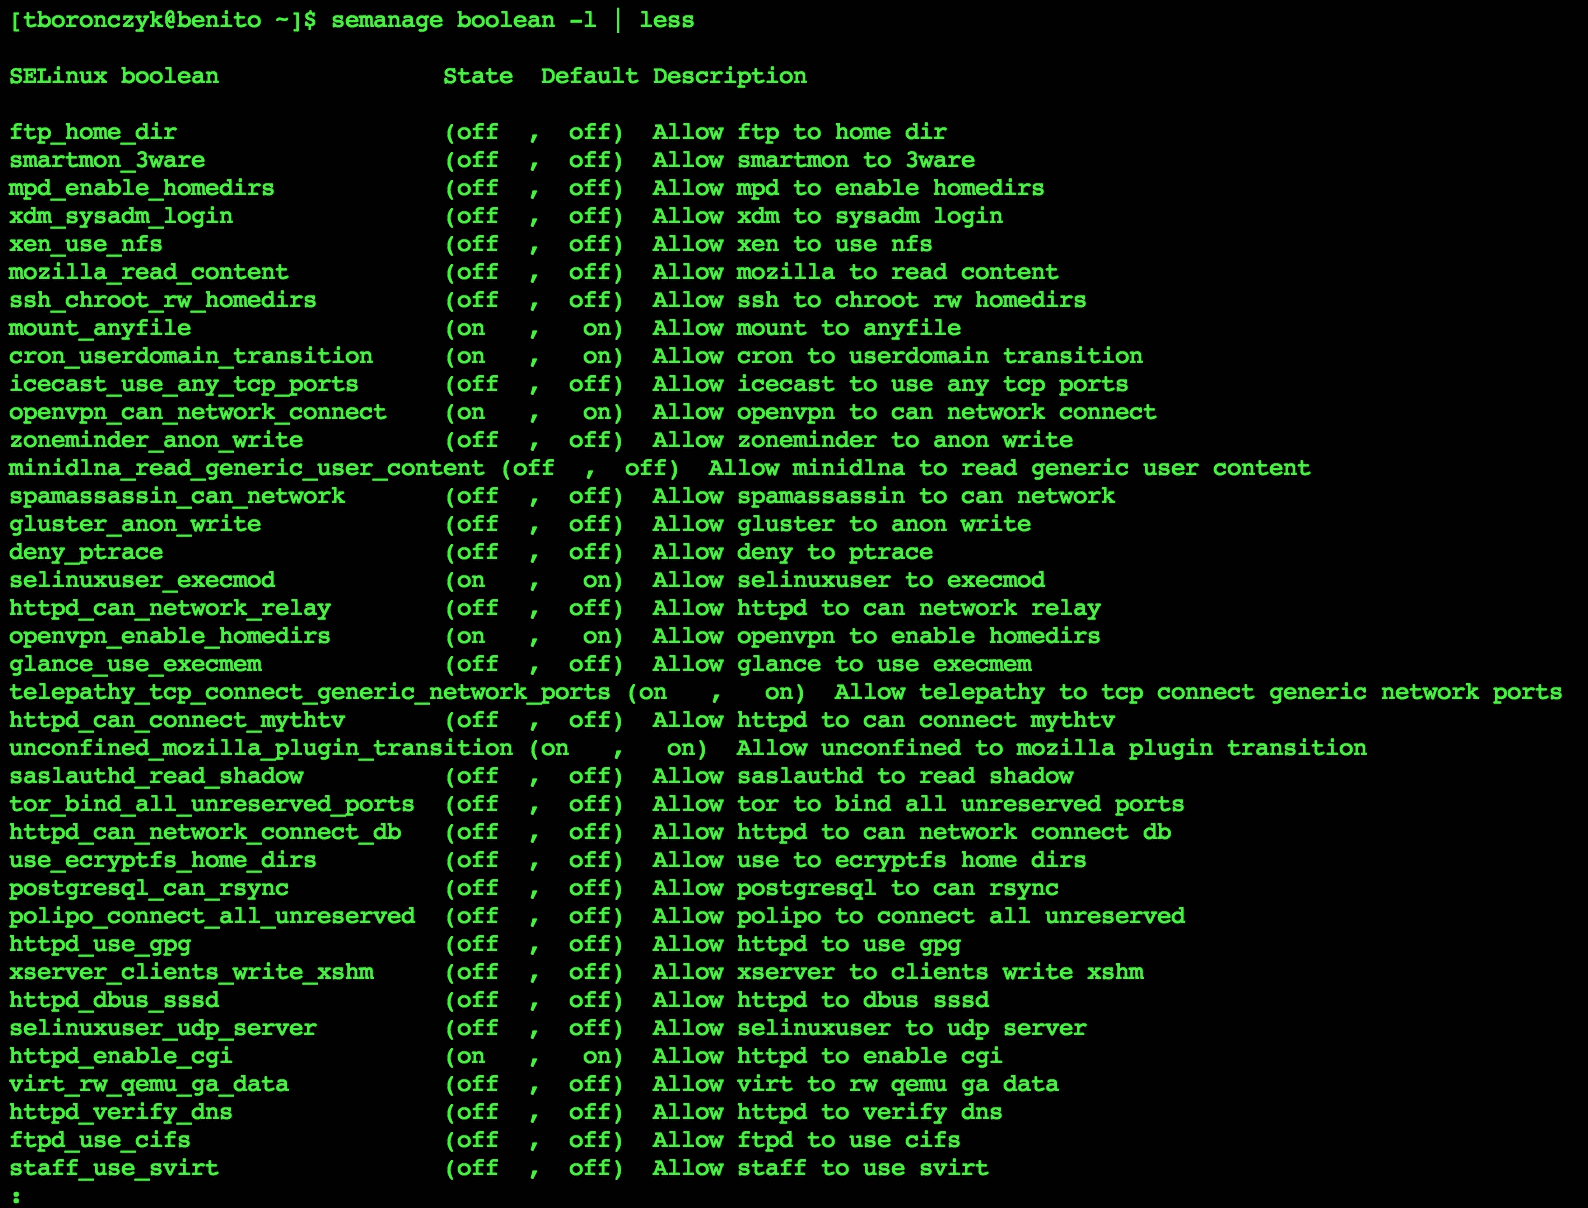 [tboronczyk@benito ~]$ semanage boolean -l | less
SELinux boolean                State  Default Description
ftp_home_dir                   (off  ,  off)  Allow ftp to home dir
smartmon_3ware                 (off  ,  off)  Allow smartmon to 3ware
mpd_enable_homedirs            (off  ,  off)  Allow mpd to enable homedirs
xdm_sysadm_login               (off  ,  off)  Allow xdm to sysadm login
xen_use_nfs                    (off  ,  off)  Allow xen to use nfs
mozilla_read_content           (off  ,  off)  Allow mozilla to read content
ssh_chroot_rw_homedirs         (off  ,  off)  Allow ssh to chroot rw homedirs
mount_anyfile                  (on   ,   on)  Allow mount to anyfile
cron_userdomain_transition     (on   ,   on)  Allow cron to userdomain transition
icecast_use_any_tcp_ports      (off  ,  off)  Allow icecast to use any tcp ports
openvpn_can_network_connect    (on   ,   on)  Allow openvpn to can network connect
zoneminder_anon_write          (off  ,  off)  Allow zoneminder to anon write
minidlna_read_generic_user_content (off  ,  off)  Allow minidlna to read generic user content
spamassassin_can_network       (off  ,  off)  Allow spamassassin to can network
gluster_anon_write             (off  ,  off)  Allow gluster to anon write
deny_ptrace                    (off  ,  off)  Allow deny to ptrace
selinuxuser_execmod            (on   ,   on)  Allow selinuxuser to execmod
httpd_can_network_relay        (off  ,  off)  Allow httpd to can network relay
openvpn_enable_homedirs        (on   ,   on)  Allow openvpn to enable homedirs
glance_use_execmem             (off  ,  off)  Allow glance to use execmem
telepathy_tcp_connect_generic_network_ports (on   ,   on)  Allow telepathy to tcp connect generic network ports
httpd_can_connect_mythtv       (off  ,  off)  Allow httpd to can connect mythtv
unconfined_mozilla_plugin_transition (on   ,   on)  Allow unconfined to mozilla plugin transition
saslauthd_read_shadow          (off  ,  off)  Allow saslauthd to read shadow
tor_bind_all_unreserved_ports  (off  ,  off)  Allow tor to bind all unreserved ports
httpd_can_network_connect_db   (off  ,  off)  Allow httpd to can network connect db
use_ecryptfs_home_dirs         (off  ,  off)  Allow use to ecryptfs home dirs
postgresql_can_rsync           (off  ,  off)  Allow postgresql to can rsync
polipo_connect_all_unreserved  (off  ,  off)  Allow polipo to connect all unreserved
httpd_use_gpg                  (off  ,  off)  Allow httpd to use gpg
xserver_clients_write_xshm     (off  ,  off)  Allow xserver to clients write xshm
httpd_dbus_sssd                (off  ,  off)  Allow httpd to dbus sssd
selinuxuser_udp_server         (off  ,  off)  Allow selinuxuser to udp server
httpd_enable_cgi               (on   ,   on)  Allow httpd to enable cgi
virt_rw_qemu_ga_data           (off  ,  off)  Allow virt to rw qemu ga data
httpd_verify_dns               (off  ,  off)  Allow httpd to verify dns
ftpd_use_cifs                  (off  ,  off)  Allow ftpd to use cifs
staff_use_svirt                (off  ,  off)  Allow staff to use svirt
: